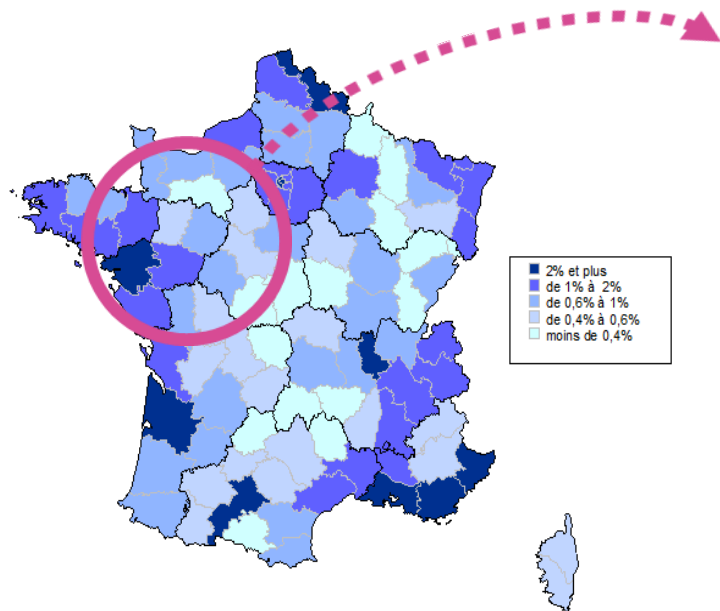 2% et plus
de 1% à 2%
de 0,6% à 1%
de 0,4% à 0,6%
moins de 0,4%